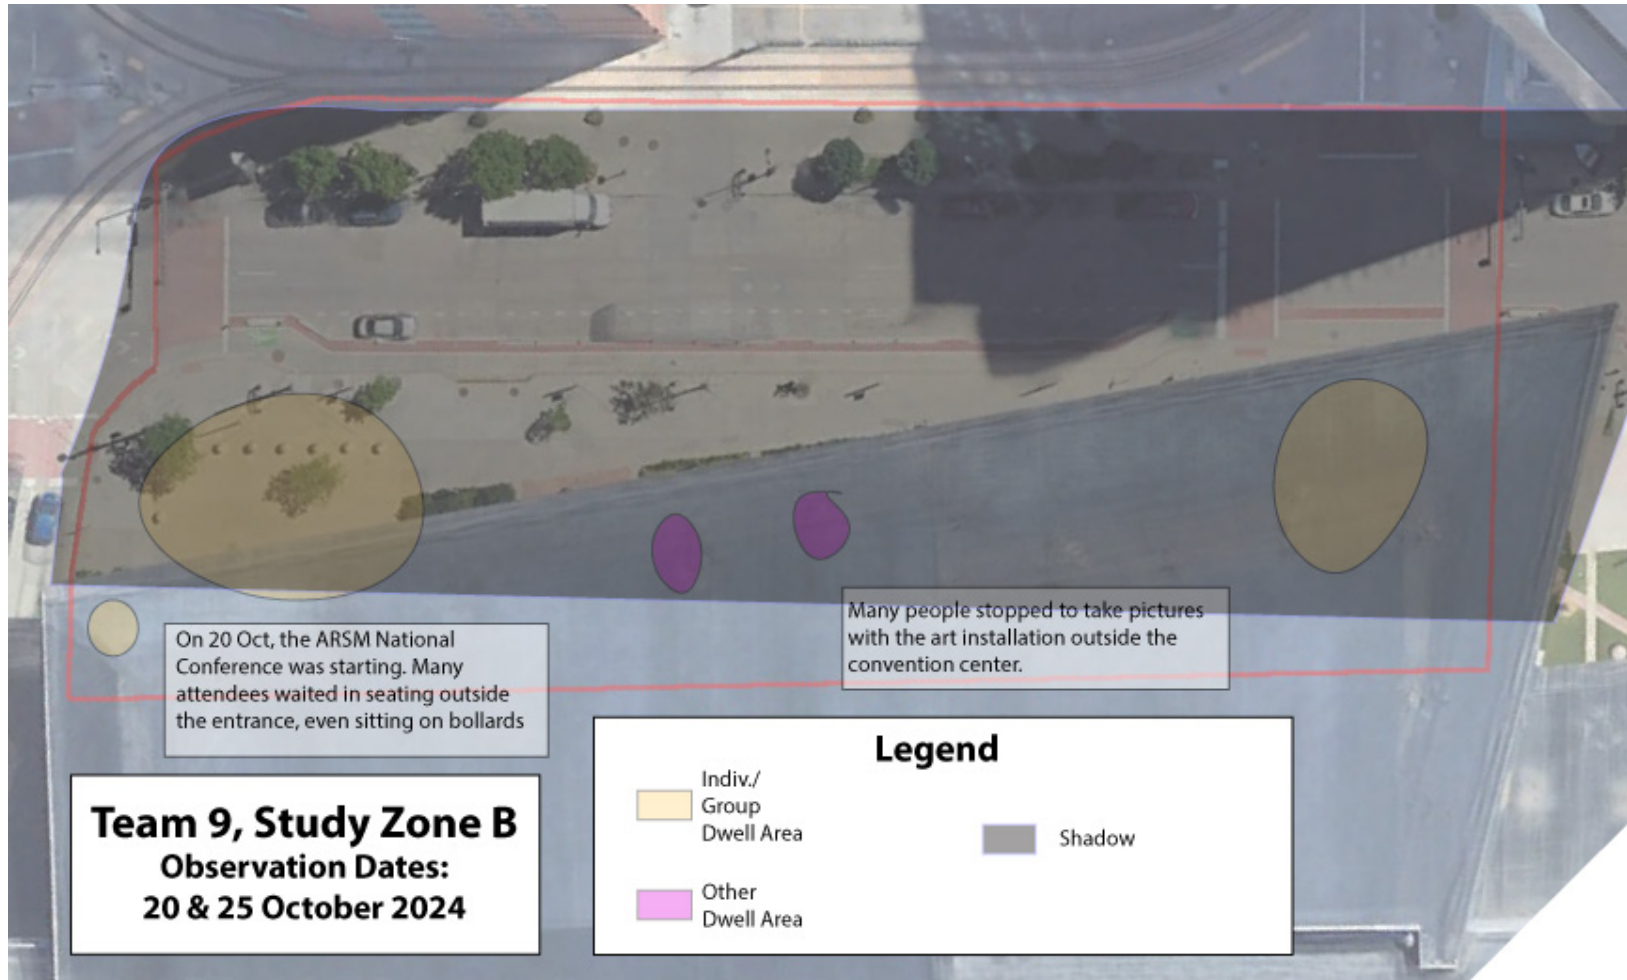 On 20 Oct, the ARSM National
Conference was starting. Many
attendees waited in seating outside
the entrance, even sitting on bollards
Many people stopped to take pictures
with the art installation outside the
convention center.
Team 9, Study Zone B
Observation Dates:
20 & 25 October 2024
Legend
Indiv./
Group
Dwell Area
Shadow
Other
Dwell Area